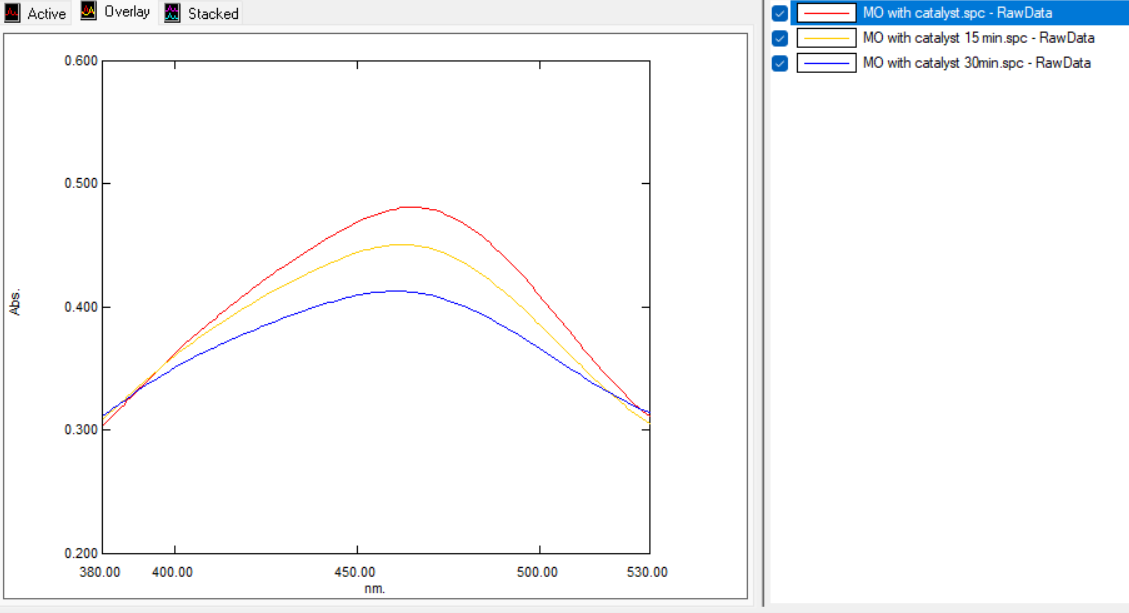 Active Overlay Stacked
MO with catalyst.spc - RawData
MO with catalyst 15 min.spc - RawData
MO with catalyst 30min.spc - RawData
0.600
0.500
0.400
Abs.
0.300
0.200
380.00 400.00 450.00 500.00 530.00
nm.